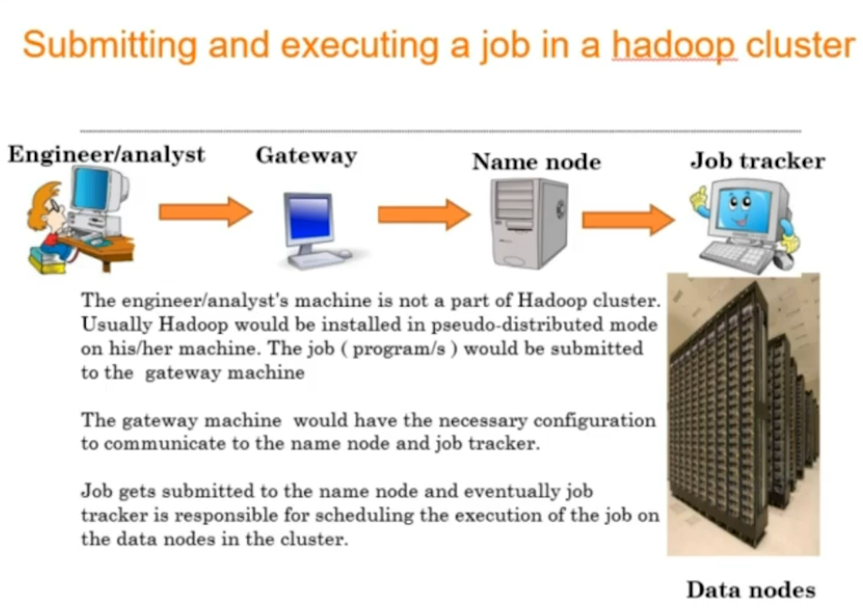 Submitting and executing a job in a hadoop cluster
Engineer/analyst
Gateway
Name node
Job tracker
The engineer/analyst's machine is not a part of Hadoop cluster.
Usually Hadoop would be installed in pseudo-distributed mode
on his/her machine. The job ( program/s ) would be submitted
to the gateway machine
The gateway machine would have the necessary configuration
to communicate to the name node and job tracker.
Job gets submitted to the name node and eventually job
tracker is responsible for scheduling the execution of the job on
the data nodes in the cluster.
Data nodes